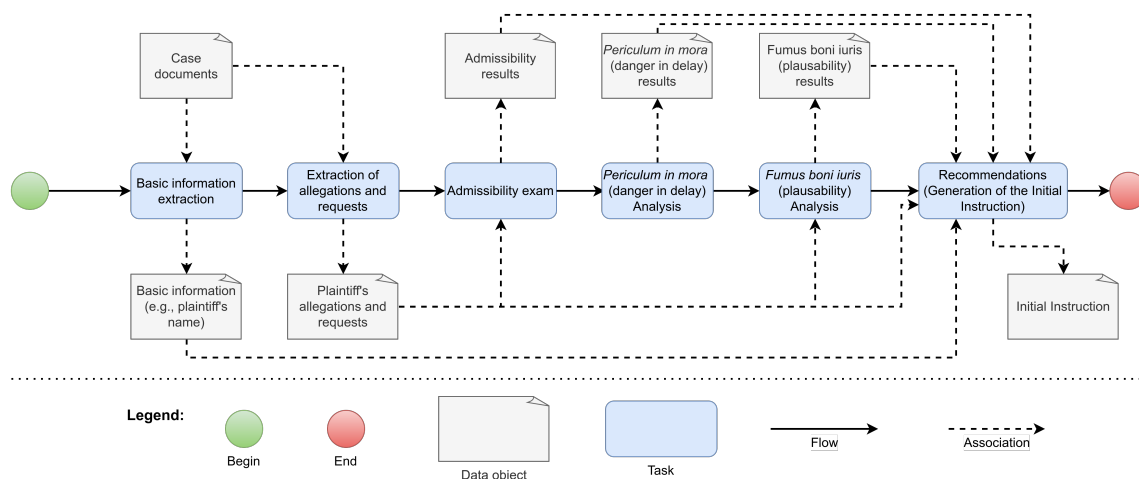 Case
documents
Admissibility
results
Periculum in mora
(danger in delay)
results
Fumus boni iuris
(plausability)
results
Basic information
extraction
Extraction of
allegations and
requests
Admissibility exam
Periculum in mora
(danger in delay)
Analysis
Fumus boni iuris
(plausability)
Analysis
Recommendations
(Generation of the Initial
Instruction)
Basic information
(e.g., plaintiff's
name)
Plaintiff's
allegations and
requests
Initial Instruction
Legend:
Begin
End
Data object
Task
Flow
Association